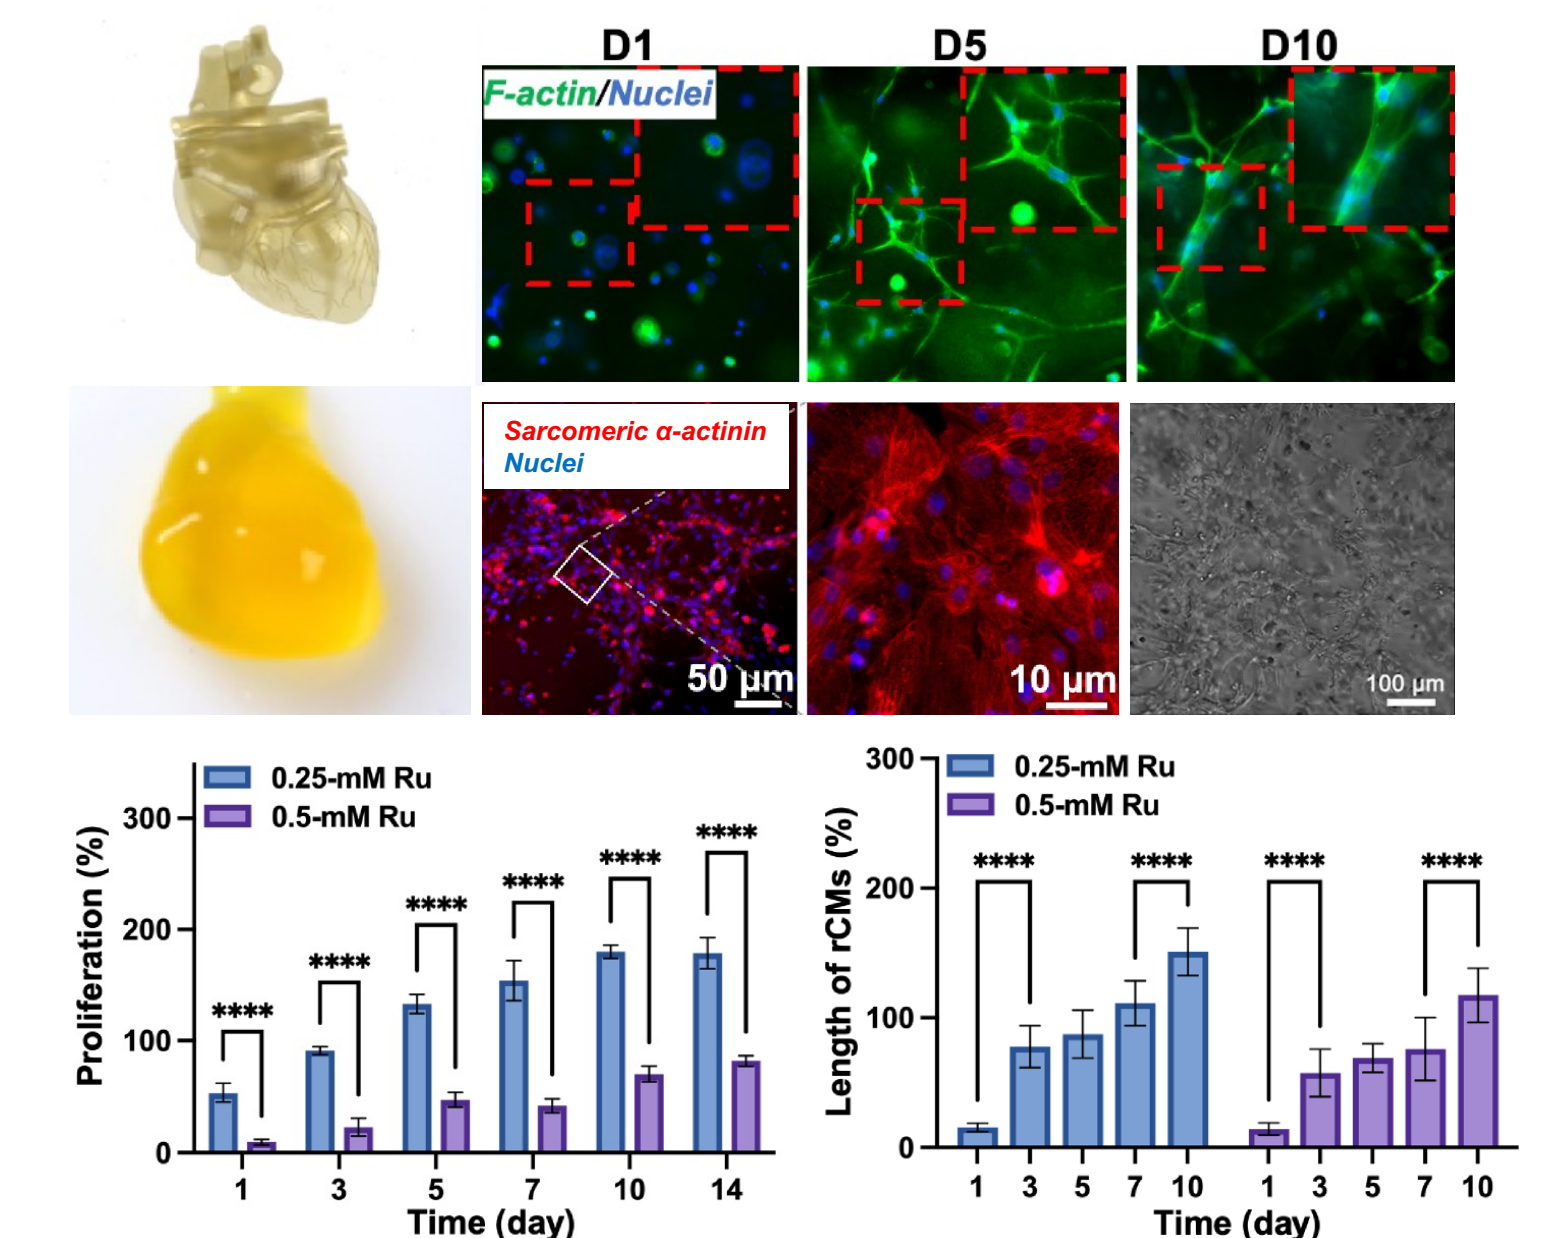 D1 D5 D10
F-actin/Nuclei
Sarcomeric α-actinin
Nuclei
50 μm
10 μm
100 μm
0.25-mM Ru
0.5-mM Ru
Proliferation (%)
300
200
100
0
****
****
****
****
****
****
1 3 5 7 10 14
Time (day)
0.25-mM Ru
0.5-mM Ru
Length of rCMs (%)
300
200
100
0
**** **** **** ****
1 3 5 7 10 1 3 5 7 10
Time (day)